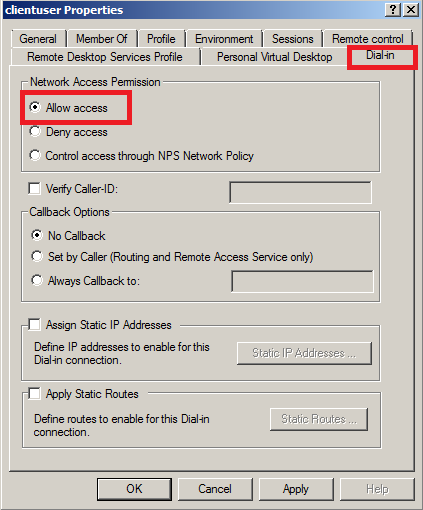 clientuser Properties
General Member Of Profile Environment Sessions Remote control
Remote Desktop Services Profile Personal Virtual Desktop Dial-in
Network Access Permission
Allow access
Deny access
Control access through NPS Network Policy
Verify Caller-ID:
Callback Options
No Callback
Set by Caller (Routing and Remote Access Service only)
Always Callback to:
Assign Static IP Addresses
Define IP addresses to enable for this
Dial-in connection.
Static IP Addresses ...
Apply Static Routes
Define routes to enable for this Dial-in
connection.
Static Routes ...
OK Cancel Apply Help